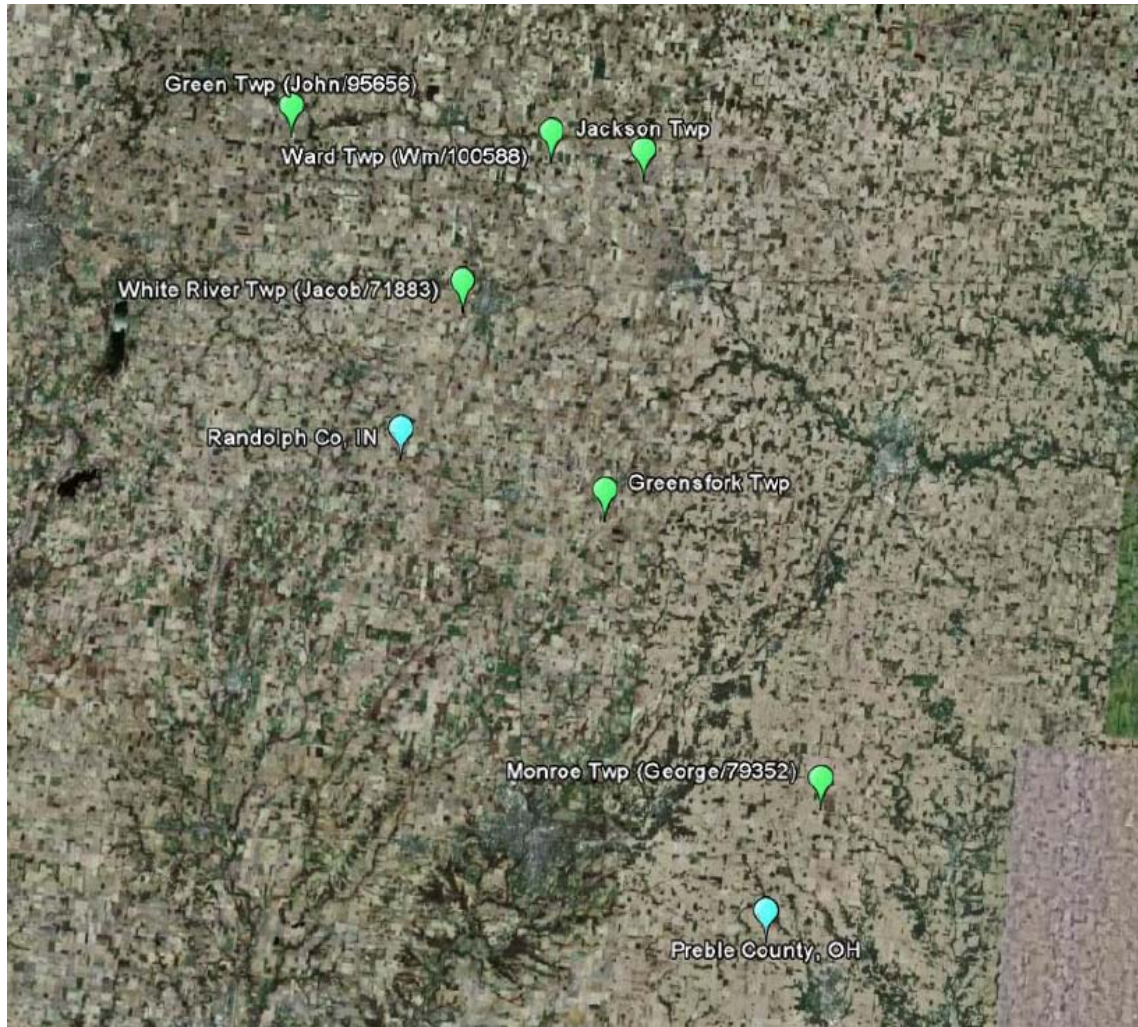 Green Twp (John/95656)
Jackson Twp
Ward Twp (Wm/100588)
White River Twp (Jacob/71883)
Randolph Co, IN
Greensfork Twp
Monroe Twp (George/79352)
Preble County, OH